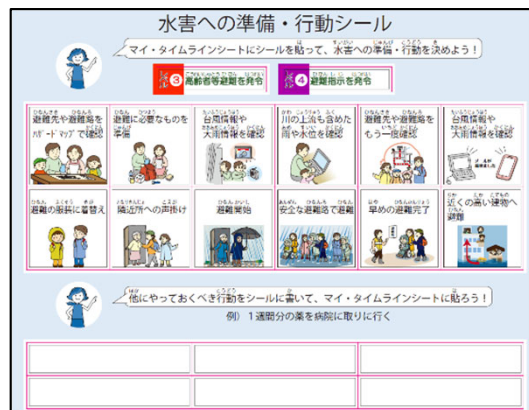 水害への準備・行動シール
マイ・タイムラインシートにシールを貼って、水害への準備・行動を決めよう！
3 高齢者等避難を発令
4 避難指示を発令
避難先や避難路を
ハザードマップで確認
避難に必要なものを
準備
台風情報や
大雨情報を確認
川の上流も含めた
雨や水位を確認
避難先や避難路を
もう一度確認
台風情報や
大雨情報を確認
避難の服装に着替え
隣近所への声掛け
避難開始
安全な避難路で避難
早めの避難完了
近くの高い建物へ
避難
他にやっておくべき行動をシールに書いて、マイ・タイムラインシートに貼ろう！
例）１週間分の薬を病院に取りに行く